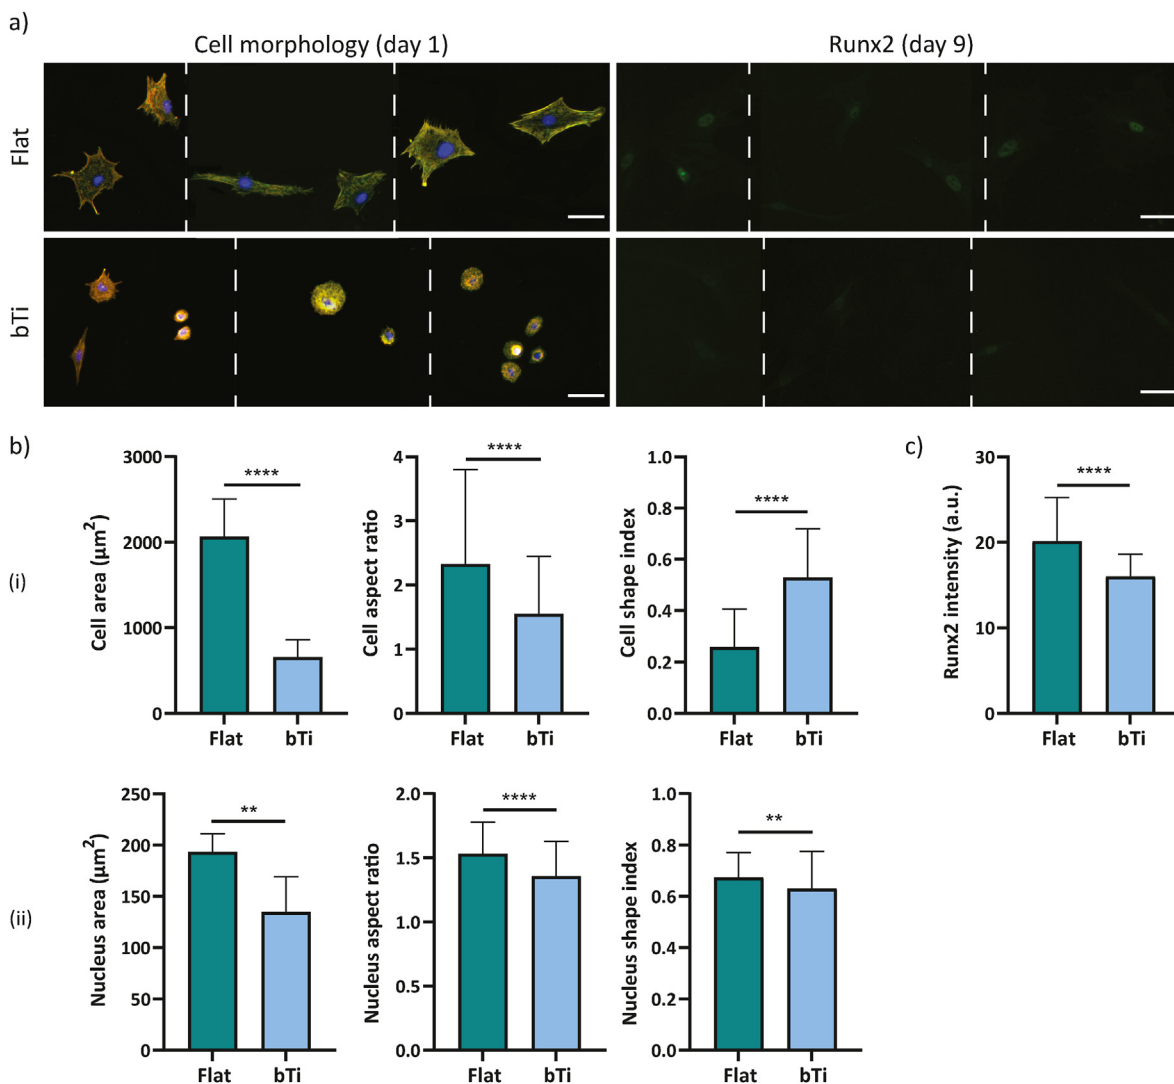 a)
Cell morphology (day 1)
Runx2 (day 9)
Flat
bTi
b)
c)
(i)
Cell area (µm²)
3000
2000
1000
0
****
Flat
bTi
Cell aspect ratio
4
3
2
1
0
****
Flat
bTi
Cell shape index
1.0
0.8
0.6
0.4
0.2
0.0
****
Flat
bTi
Runx2 intensity (a.u.)
30
20
10
0
****
Flat
bTi
(ii)
Nucleus area (µm²)
250
200
150
100
50
0
**
Flat
bTi
Nucleus aspect ratio
2.0
1.5
1.0
0.5
0.0
****
Flat
bTi
Nucleus shape index
1.0
0.8
0.6
0.4
0.2
0.0
**
Flat
bTi